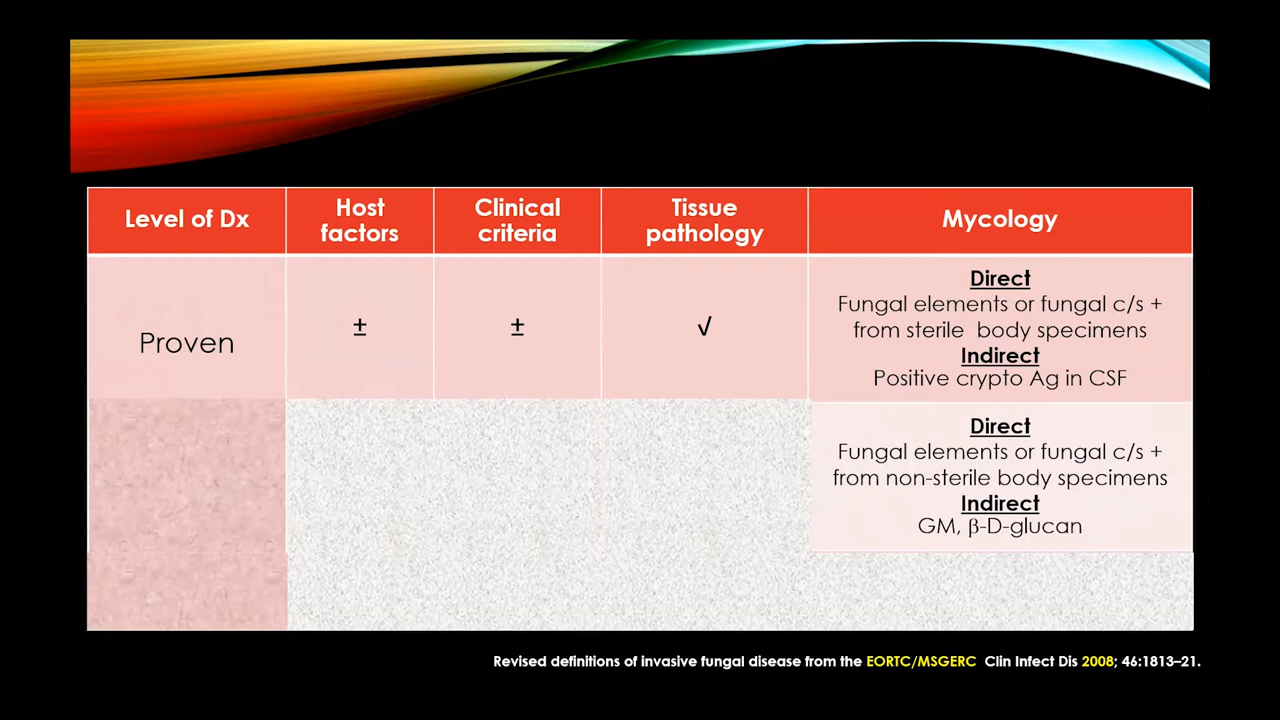 Level of Dx
Host
factors
Clinical
criteria
Tissue
pathology
Mycology
Proven
±
±
√
Direct
Fungal elements or fungal c/s +
from sterile body specimens
Indirect
Positive crypto Ag in CSF
Direct
Fungal elements or fungal c/s +
from non-sterile body specimens
Indirect
GM, β-D-glucan
Revised definitions of invasive fungal disease from the EORTC/MSGERC Clin Infect Dis 2008; 46:1813–21.